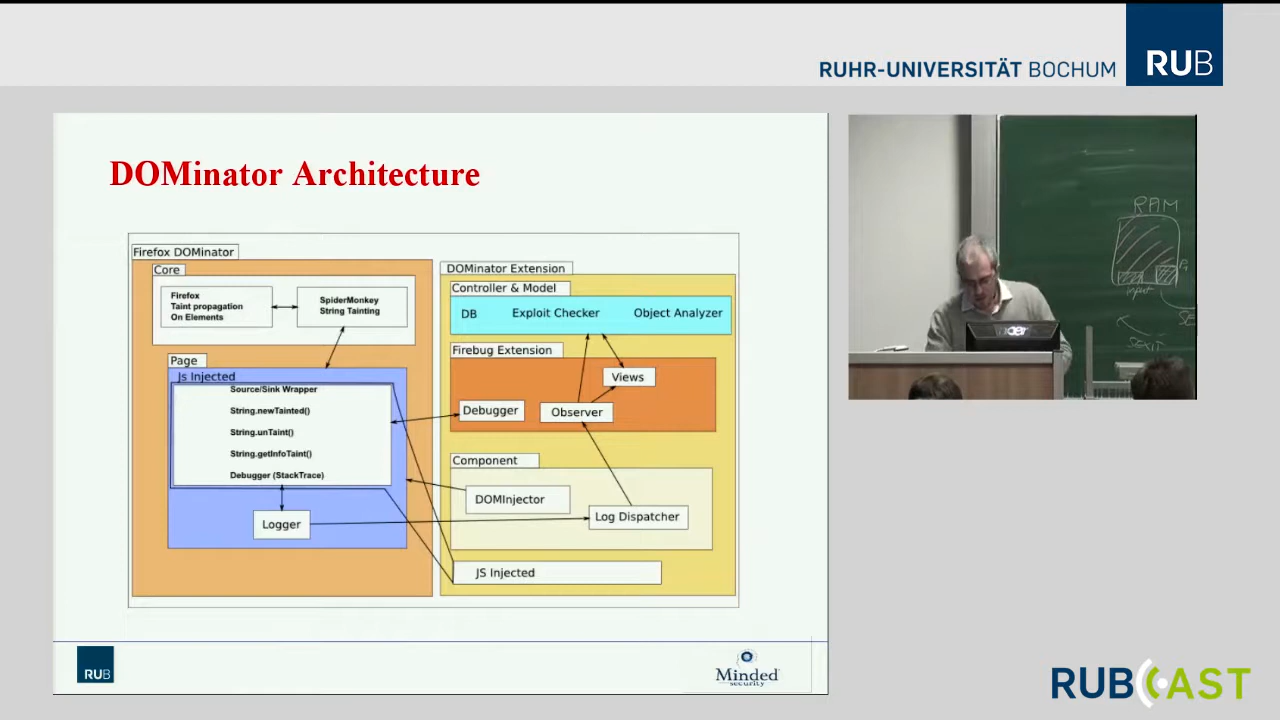 RUHR-UNIVERSITÄT BOCHUM
RUB
DOMinator Architecture
Firefox DOMinator
Core
Firefox
Taint propagation
On Elements
SpiderMonkey
String Tainting
Page
Js Injected
Source/Sink Wrapper
String.newTainted()
String.unTaint()
String.getInfoTaint()
Debugger (StackTrace)
Logger
DOMinator Extension
Controller & Model
DB
Exploit Checker
Object Analyzer
Firebug Extension
Views
Debugger
Observer
Component
DOMInjector
Log Dispatcher
JS Injected
RAM
input
acer
RUB
Minded
security
RUBCAST